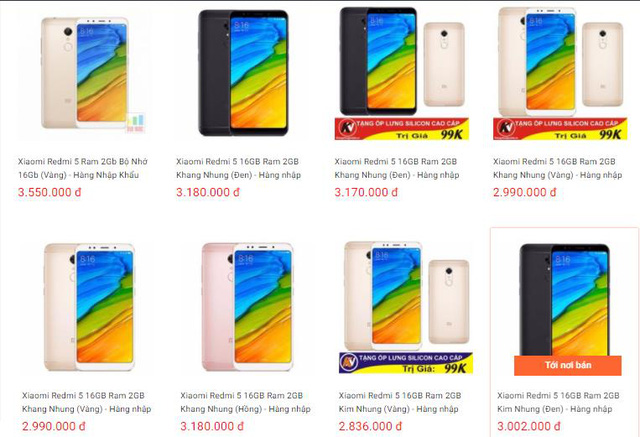 Xiaomi Redmi 5 Ram 2Gb Bộ Nhớ
16Gb (Vàng) - Hàng Nhập Khẩu
3.550.000 đ
Xiaomi Redmi 5 16GB Ram 2GB
Khang Nhung (Đen) - Hàng nhập
3.180.000 đ
TẶNG ỐP LƯNG SILICON CAO CẤP
Trị Giá 99K
Xiaomi Redmi 5 16GB Ram 2GB
Khang Nhung (Đen) - Hàng nhập
3.170.000 đ
TẶNG ỐP LƯNG SILICON CAO CẤP
Trị Giá 99K
Xiaomi Redmi 5 16GB Ram 2GB
Khang Nhung (Vàng) - Hàng nhập
2.990.000 đ
Xiaomi Redmi 5 16GB Ram 2GB
Khang Nhung (Vàng) - Hàng nhập
2.990.000 đ
Xiaomi Redmi 5 16GB Ram 2GB
Khang Nhung (Hồng) - Hàng nhập
3.180.000 đ
TẶNG ỐP LƯNG SILICON CAO CẤP
Trị Giá: 99K
Xiaomi Redmi 5 16GB Ram 2GB
Kim Nhung (Vàng) - Hàng nhập
2.836.000 đ
8:16
Tới nơi bán
Xiaomi Redmi 5 16GB Ram 2GB
Kim Nhung (Đen) - Hàng nhập
3.002.000 đ